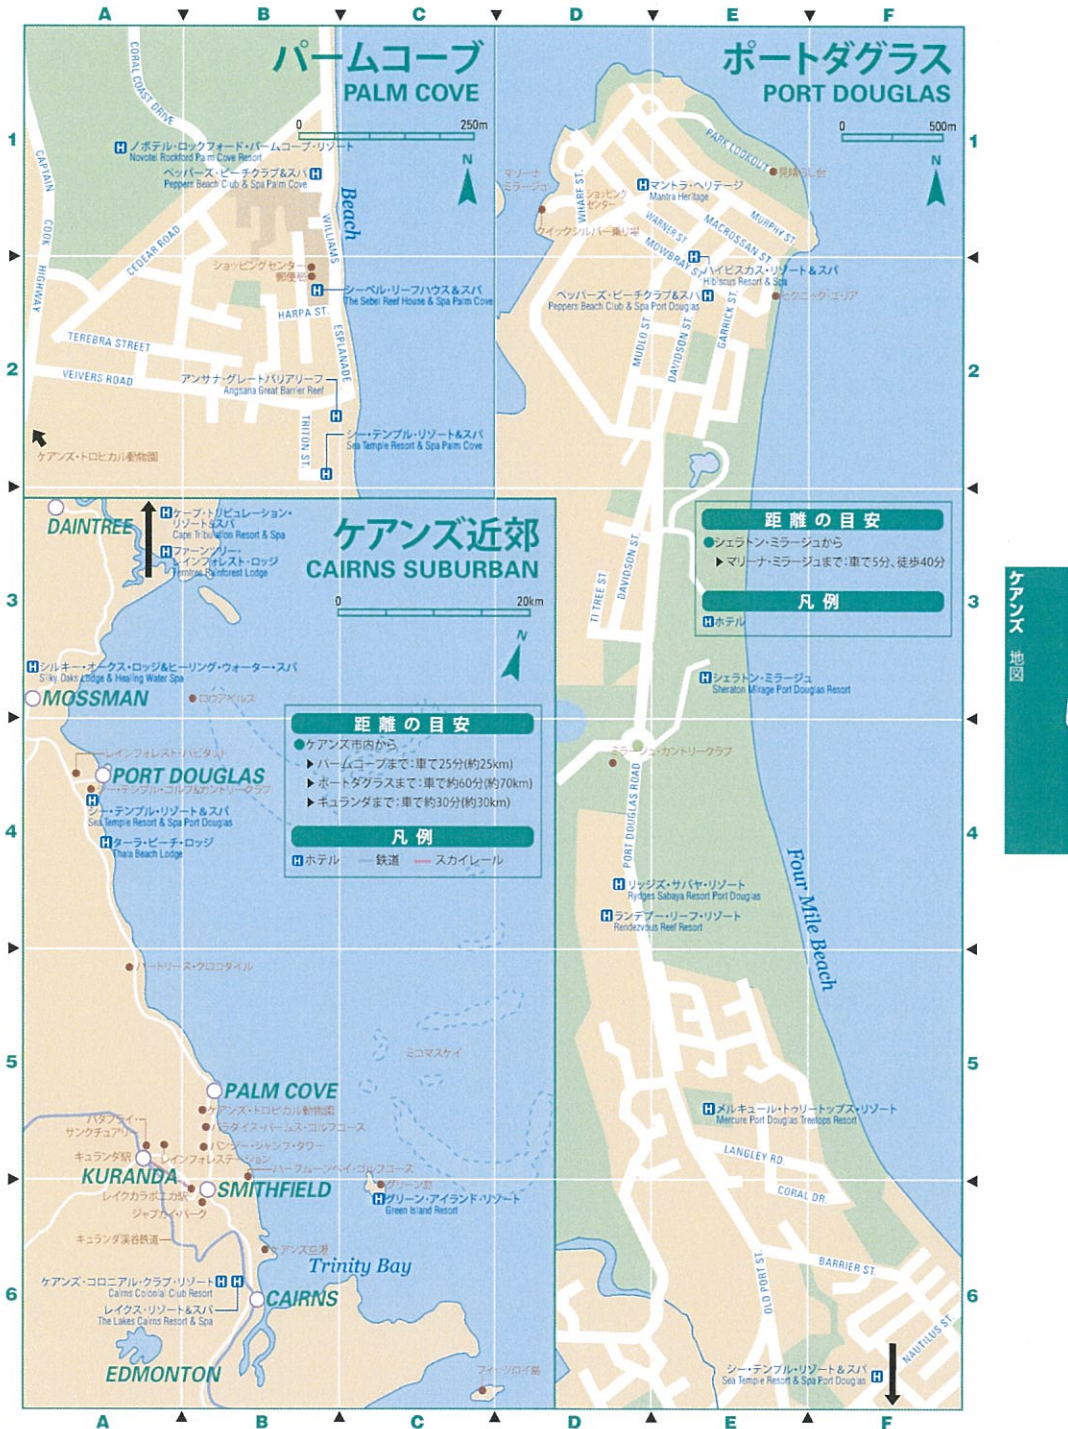 A
B
C
D
E
F
パームコーブ
PALM COVE
0
250m
N
CORAL COAST DRIVE
CAPTAIN
COOK
HIGHWAY
ノボテル・ロックフォード・パームコーブ・リゾート
Novotel Rockford Palm Cove Resort
ペッパーズ・ビーチクラブ&スパ
Peppers Beach Club & Spa Palm Cove
Beach
WILLIAMS
ESPLANADE
CEDEAR ROAD
ショッピングセンター
郵便局
シーベル・リーフハウス&スパ
The Sebel Reef House & Spa Palm Cove
HARPA ST.
TEREBRA STREET
VEIVERS ROAD
アンサナ・グレートバリアリーフ
Angsana Great Barrier Reef
TRITON ST.
シー・テンプル・リゾート&スパ
Sea Temple Resort & Spa Palm Cove
ケアンズ・トロピカル動物園
ポートダグラス
PORT DOUGLAS
0
500m
N
PARK LOOKOUT
見晴らし台
マリーナ
ミラージュ
WHARF ST.
ショッピング
センター
マントラ・ヘリテージ
Mantra Heritage
クイックシルバー乗り場
WARNER ST.
MACROSSAN ST.
MURPHY ST.
MOWBRAY ST.
ハイビスカス・リゾート&スパ
Hibiscus Resort & Spa
ペッパーズ・ビーチクラブ&スパ
Peppers Beach Club & Spa Port Douglas
ピクニック・エリア
MUDLO ST.
DAVIDSON ST.
GARRICK ST.
距離の目安
シェラトン・ミラージュから
マリーナ・ミラージュまで:車で5分、徒歩40分
凡例
ホテル
DAVIDSON ST.
TI TREE ST
シェラトン・ミラージュ
Sheraton Mirage Port Douglas Resort
ミラージュ・カントリークラブ
PORT DOUGLAS ROAD
リッジズ・サバヤ・リゾート
Rydges Sabaya Resort Port Douglas
ランデブー・リーフ・リゾート
Rendezvous Reef Resort
Four Mile Beach
メルキュール・トゥリートップズ・リゾート
Mercure Port Douglas Treetops Resort
LANGLEY RD.
CORAL DR.
BARRIER ST.
OLD PORT ST.
NAUTILUS ST.
シー・テンプル・リゾート&スパ
Sea Temple Resort & Spa Port Douglas
ケアンズ近郊
CAIRNS SUBURBAN
0
20km
N
DAINTREE
ケープ・トリビュレーション・
リゾート&スパ
Cape Tribulation Resort & Spa
ファーンツリー・
レインフォレスト・ロッジ
Ferntree Rainforest Lodge
シルキー・オークス・ロッジ&ヒーリング・ウォーター・スパ
Silky Oaks Lodge & Healing Water Spa
MOSSMAN
ロウアイルス
レインフォレスト・ハビタット
PORT DOUGLAS
シー・テンプル・ゴルフ&カントリークラブ
シー・テンプル・リゾート&スパ
Sea Temple Resort & Spa Port Douglas
ターラ・ビーチ・ロッジ
Thala Beach Lodge
距離の目安
ケアンズ市内から
パームコーブまで:車で25分(約25km)
ポートダグラスまで:車で約60分(約70km)
キュランダまで:車で約30分(約30km)
凡例
ホテル
鉄道
スカイレール
ハートリース・クロコダイル
ミコマスケイ
PALM COVE
ケアンズ・トロピカル動物園
パラダイス・パームス・ゴルフコース
バンジー・ジャンプ・タワー
バタフライ・
サンクチュアリ
キュランダ駅
レインフォレステーション
KURANDA
ハーフムーンベイ・ゴルフコース
SMITHFIELD
レイクカラボニカ駅
ジャプカイ・パーク
グリーン島
グリーン・アイランド・リゾート
Green Island Resort
キュランダ渓谷鉄道
ケアンズ空港
Trinity Bay
ケアンズ・コロニアル・クラブ・リゾート
Cairns Colonial Club Resort
CAIRNS
レイクス・リゾート&スパ
The Lakes Cairns Resort & Spa
EDMONTON
フィッツロイ島
1
2
3
4
5
6
1
2
3
4
5
6
ケアンズ 地図
A
B
C
D
E
F